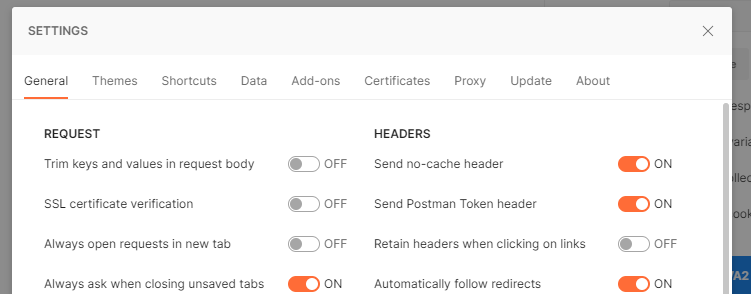 SETTINGS
General Themes Shortcuts Data Add-ons Certificates Proxy Update About
REQUEST HEADERS
Trim keys and values in request body OFF Send no-cache header ON
SSL certificate verification OFF Send Postman Token header ON
Always open requests in new tab OFF Retain headers when clicking on links OFF
Always ask when closing unsaved tabs ON Automatically follow redirects ON